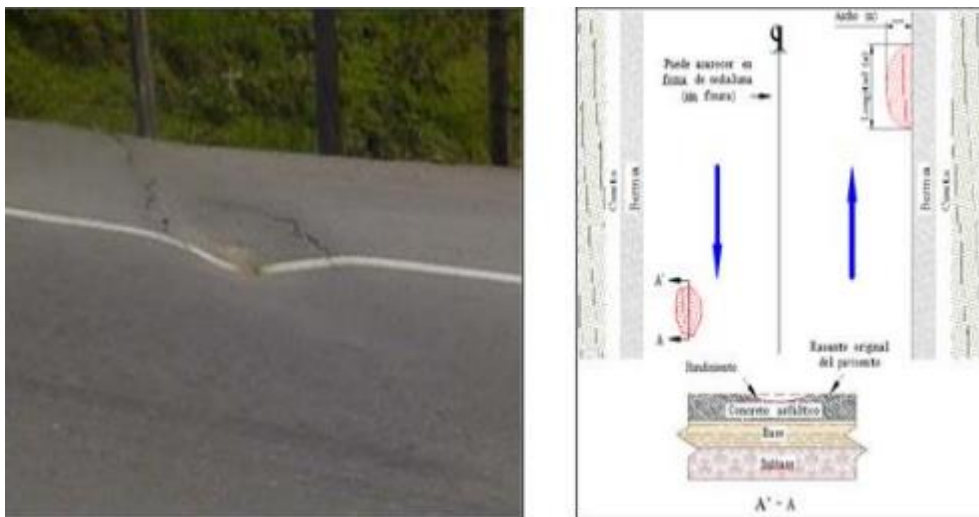 Ancho (m)
Puede aparecer en
forma de medialuna
(sin fisura)
Longitud (m)
Cuneta
Berma
Berma
Cuneta
A'
A
Hundimiento
Rasante original
del pavimento
Concreto asfáltico
Base
Subbase
A' - A